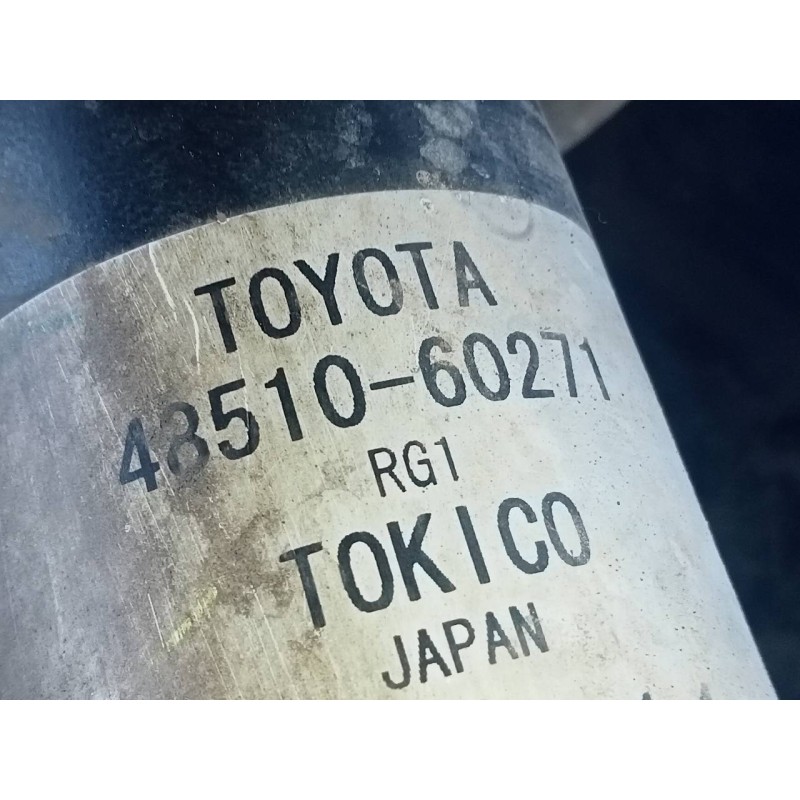 TOYOTA
48510-60271
RG1
TOKICO
JAPAN